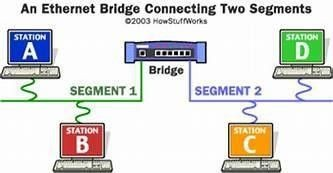 An Ethernet Bridge Connecting Two Segments
©2003 HowStuffWorks
STATION
A
STATION
D
Bridge
SEGMENT 1
SEGMENT 2
STATION
B
STATION
C